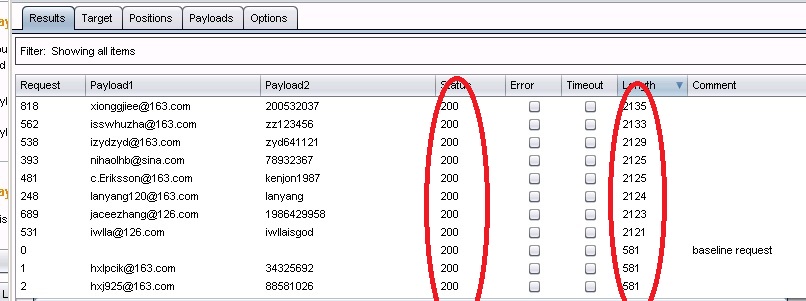 Results Target Positions Payloads Options
Filter: Showing all items
Request Payload1 Payload2 Status Error Timeout Length Comment
818 xionggjiee@163.com 200532037 200 2135
562 isswhuzha@163.com zz123456 200 2133
538 izydzyd@163.com zyd641121 200 2129
393 nihaolhb@sina.com 78932367 200 2125
481 c.Eriksson@163.com kenjon1987 200 2125
248 lanyang120@163.com lanyang 200 2124
689 jaceezhang@126.com 1986429958 200 2123
531 iwlla@126.com iwllaisgod 200 2121
0 200 581 baseline request
1 hxlpcik@163.com 34325692 200 581
2 hxj925@163.com 88581026 200 581